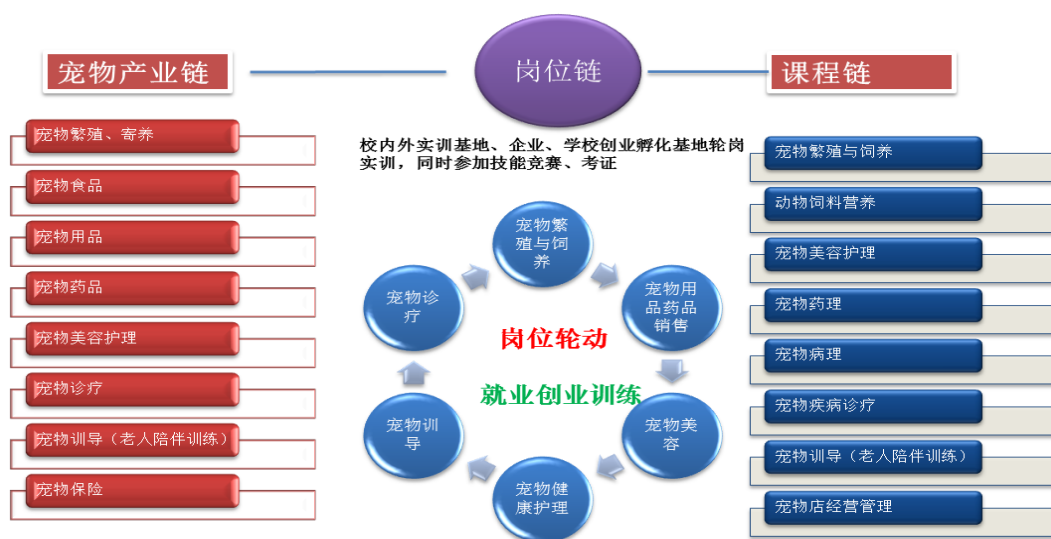 宠物产业链
岗位链
课程链
校内外实训基地、企业、学校创业孵化基地轮岗
实训，同时参加技能竞赛、考证
宠物繁殖、寄养
宠物食品
宠物用品
宠物药品
宠物美容护理
宠物诊疗
宠物训导（老人陪伴训练）
宠物保险
宠物繁
殖与饲
养
宠物用
品药品
销售
宠物美
容
宠物健
康护理
宠物训
导
宠物诊
疗
岗位轮动
就业创业训练
宠物繁殖与饲养
动物饲料营养
宠物美容护理
宠物药理
宠物病理
宠物疾病诊疗
宠物训导（老人陪伴训练）
宠物店经营管理